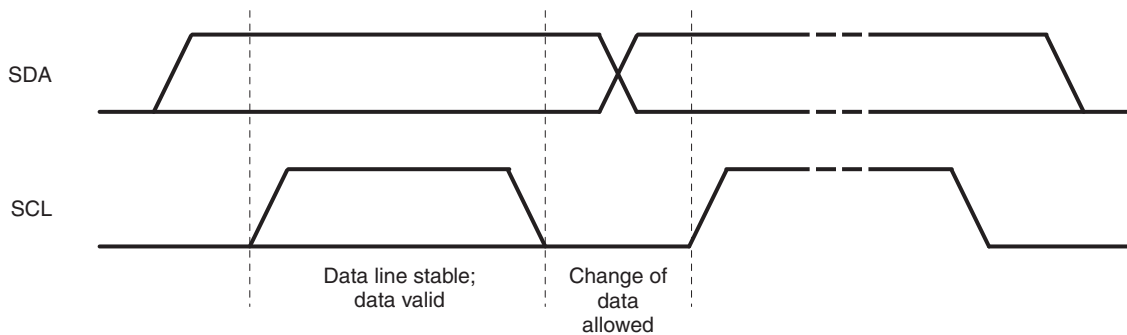 SDA
SCL
Data line stable;
data valid
Change of
data
allowed